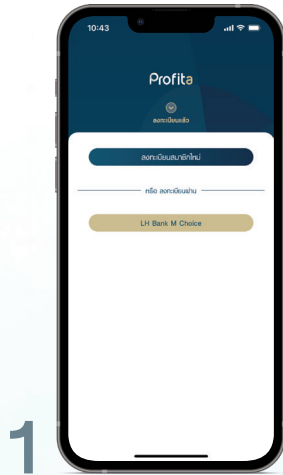 10:43
Profita
ลงทะเบียนแล้ว
ลงทะเบียนสมาชิกใหม่
หรือ ลงทะเบียนผ่าน
LH Bank M Choice
1